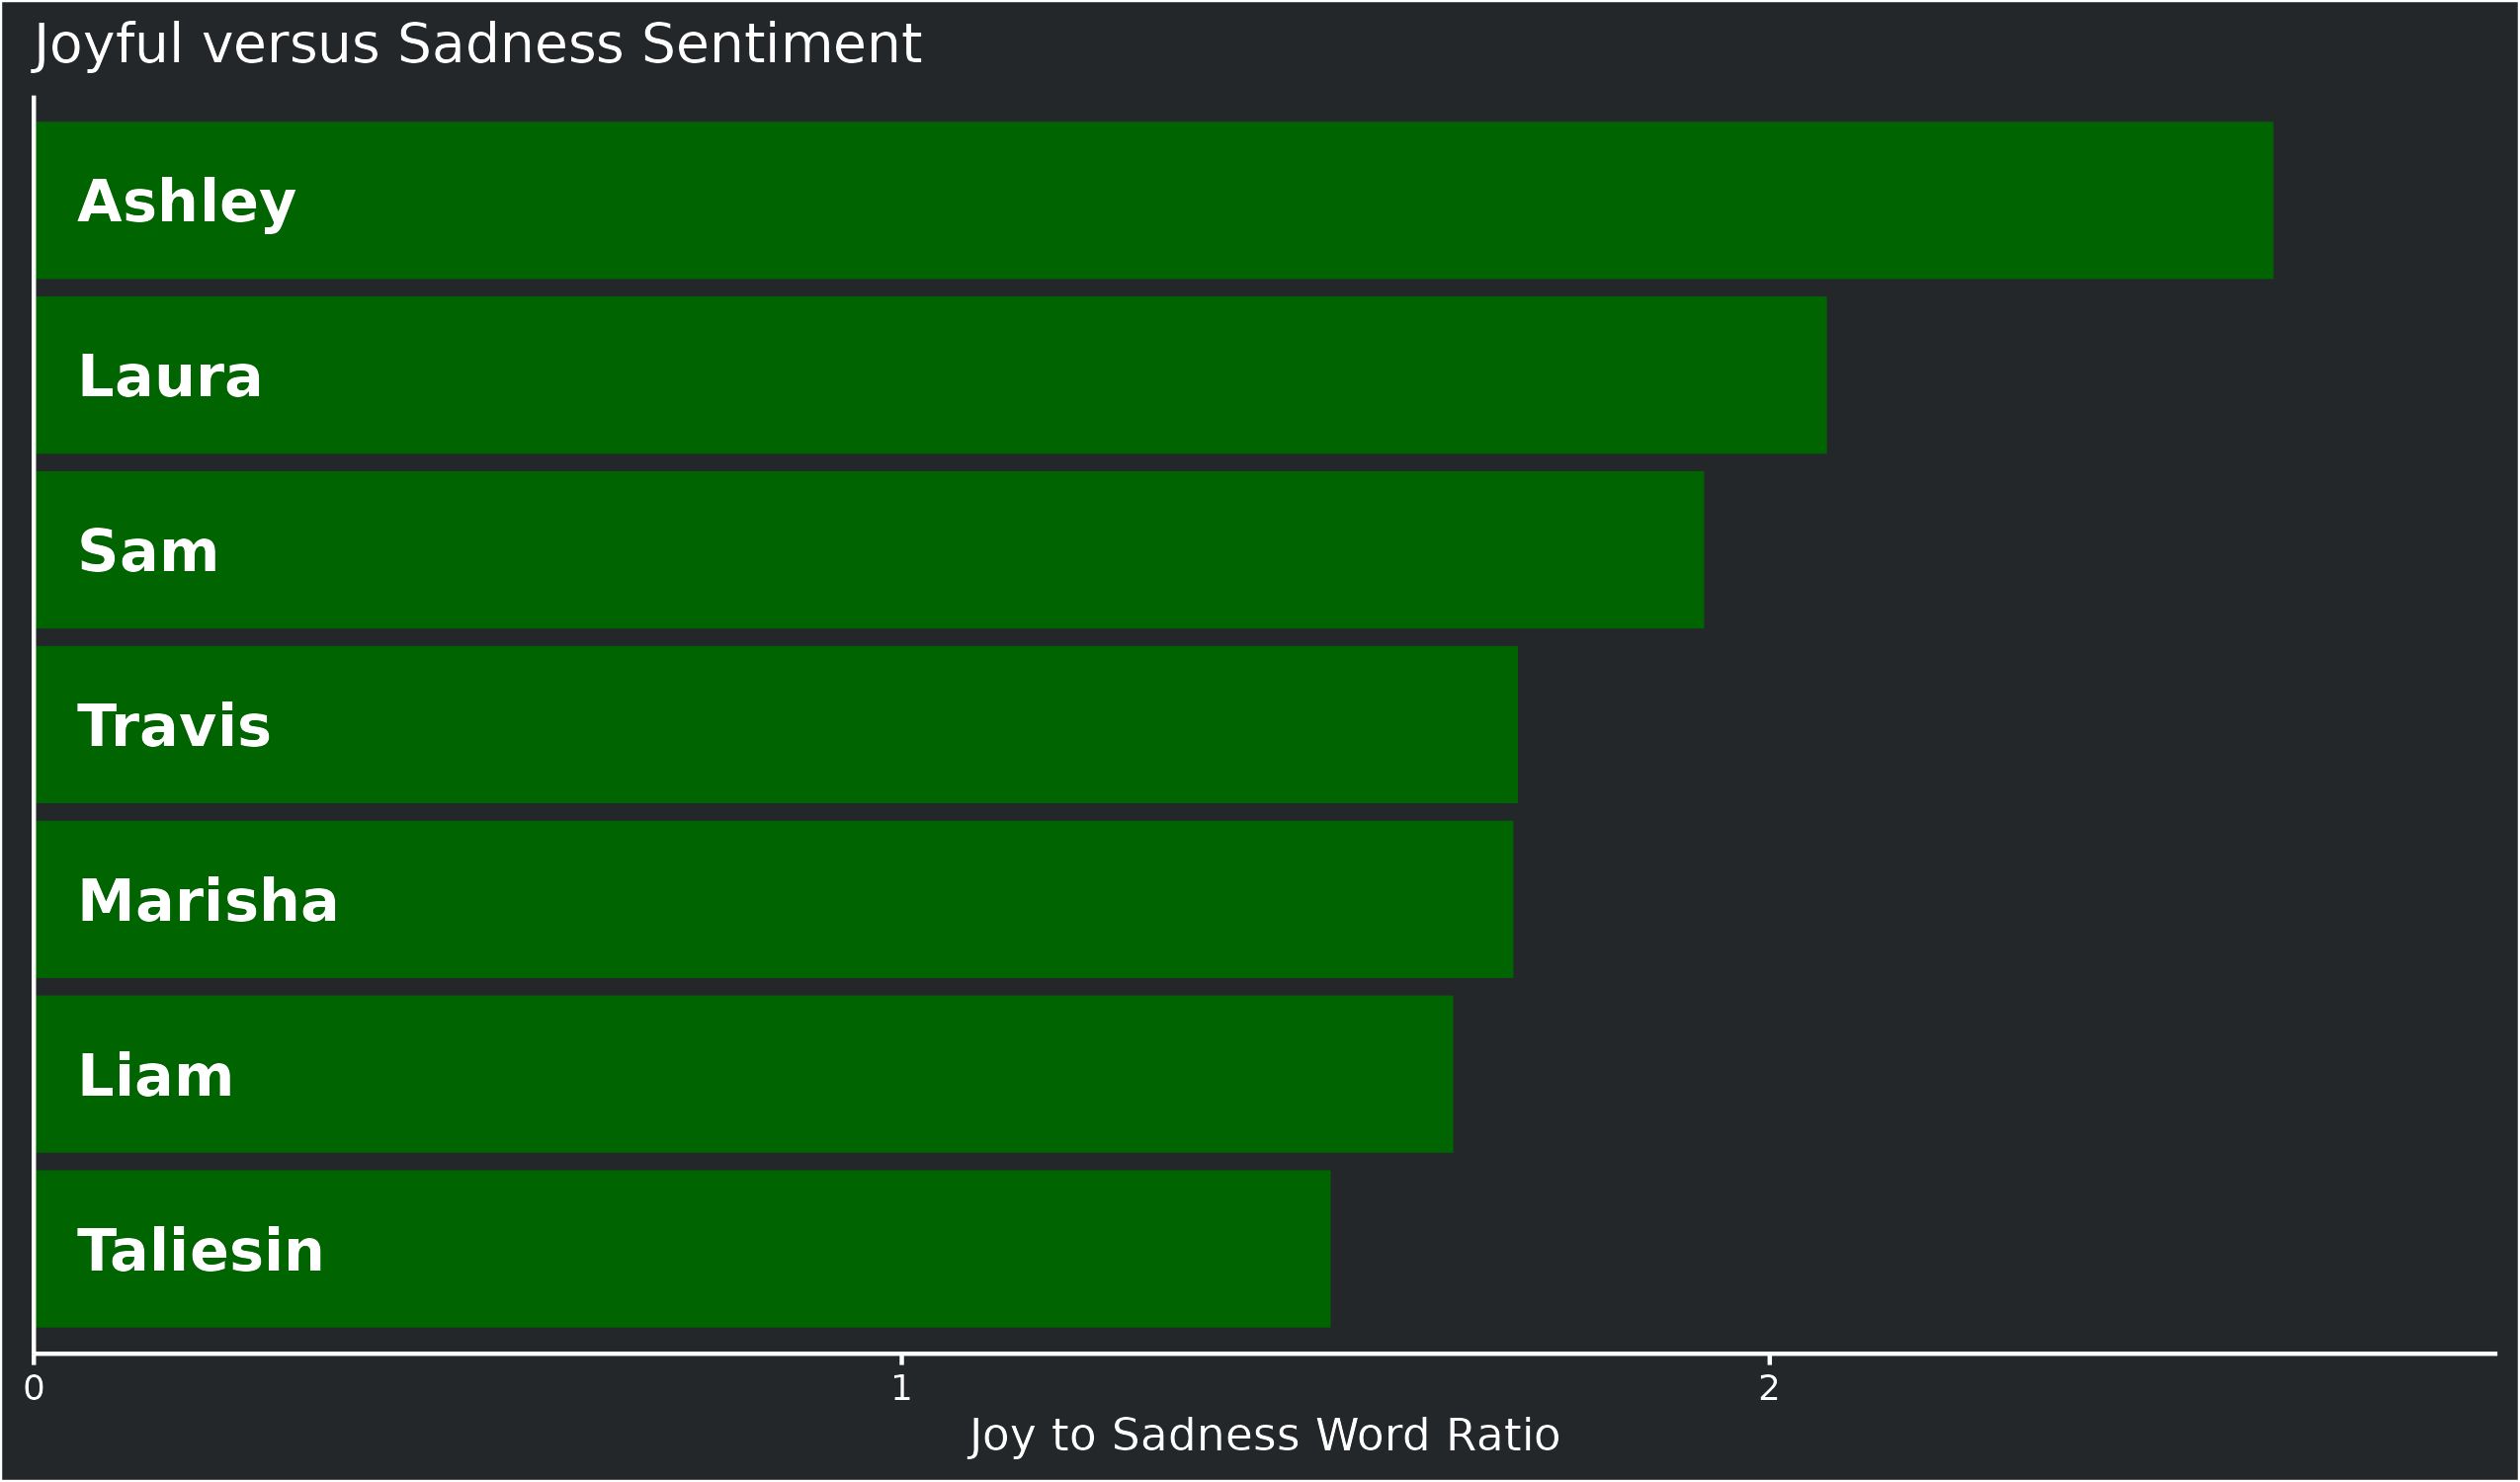 Joyful versus Sadness Sentiment
Ashley
Laura
Sam
Travis
Marisha
Liam
Taliesin
0 1 2
Joy to Sadness Word Ratio